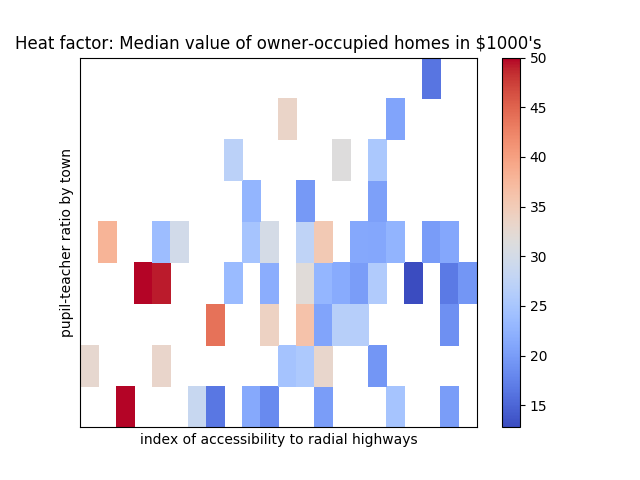 Heat factor: Median value of owner-occupied homes in $1000's
pupil-teacher ratio by town
index of accessibility to radial highways
50
45
40
35
30
25
20
15